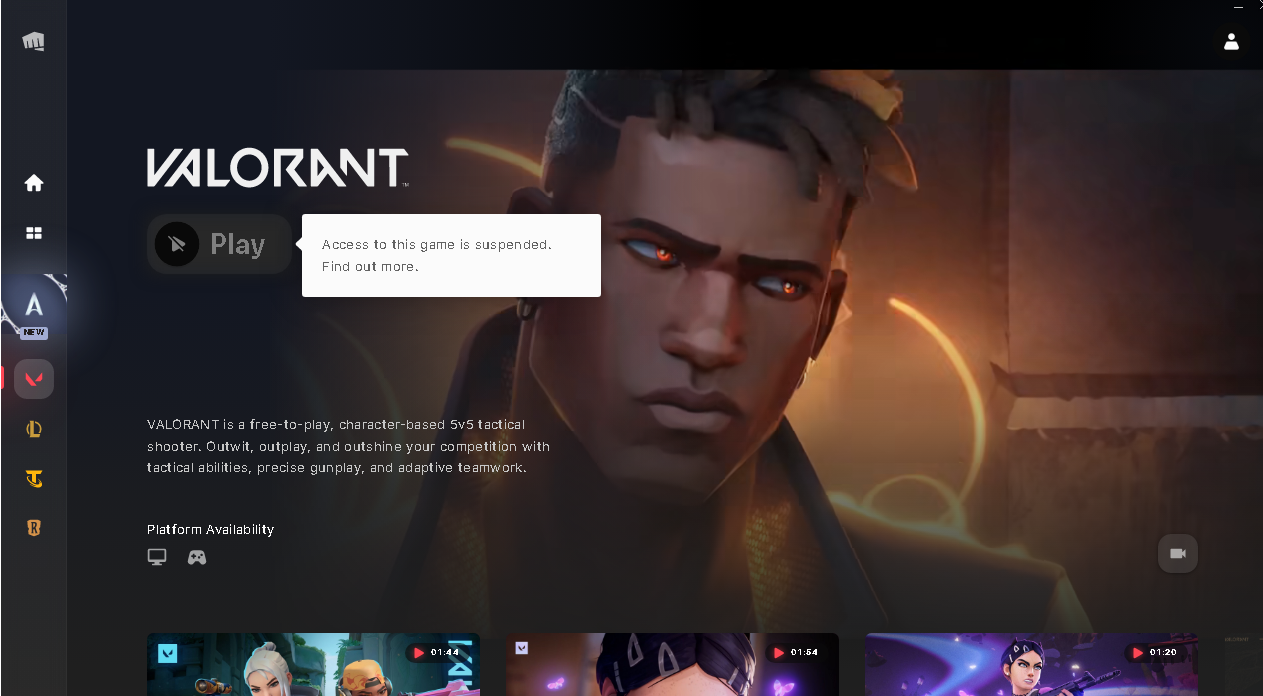 VALORANT
Play
Access to this game is suspended.
Find out more.
NEW
VALORANT is a free-to-play, character-based 5v5 tactical
shooter. Outwit, outplay, and outshine your competition with
tactical abilities, precise gunplay, and adaptive teamwork.
Platform Availability
01:44
01:54
01:20